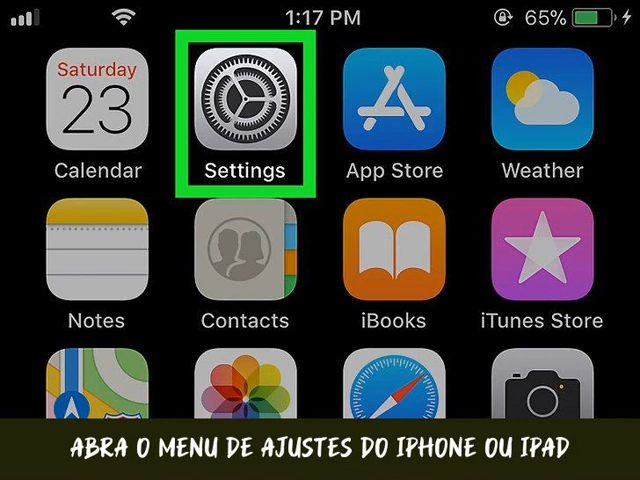 1:17 PM 65%
Saturday
23
Calendar Settings App Store Weather
Notes Contacts iBooks iTunes Store
ABRA O MENU DE AJUSTES DO IPHONE OU IPAD